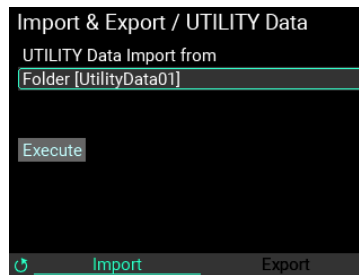 Import & Export / UTILITY Data
UTILITY Data Import from
Folder [UtilityData01]
Execute
Import Export